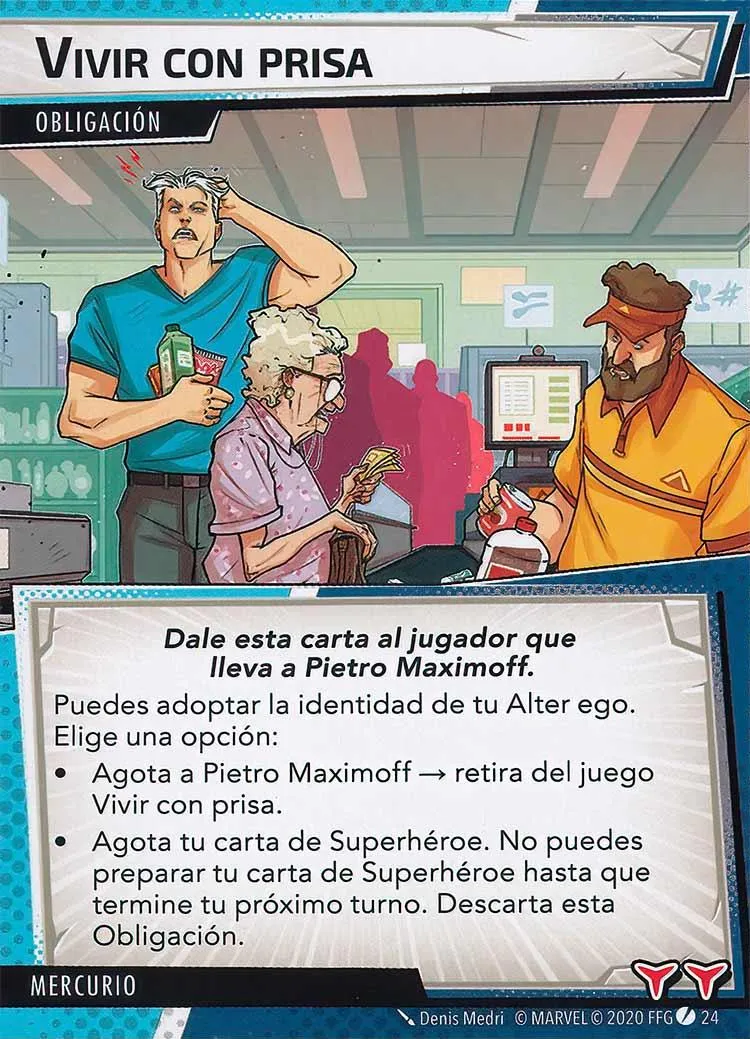 VIVIR CON PRISA
OBLIGACIÓN
Dale esta carta al jugador que
lleva a Pietro Maximoff.
Puedes adoptar la identidad de tu Alter ego.
Elige una opción:
• Agota a Pietro Maximoff → retira del juego
Vivir con prisa.
• Agota tu carta de Superhéroe. No puedes
preparar tu carta de Superhéroe hasta que
termine tu próximo turno. Descarta esta
Obligación.
MERCURIO
Denis Medri © MARVEL © 2020 FFG 24